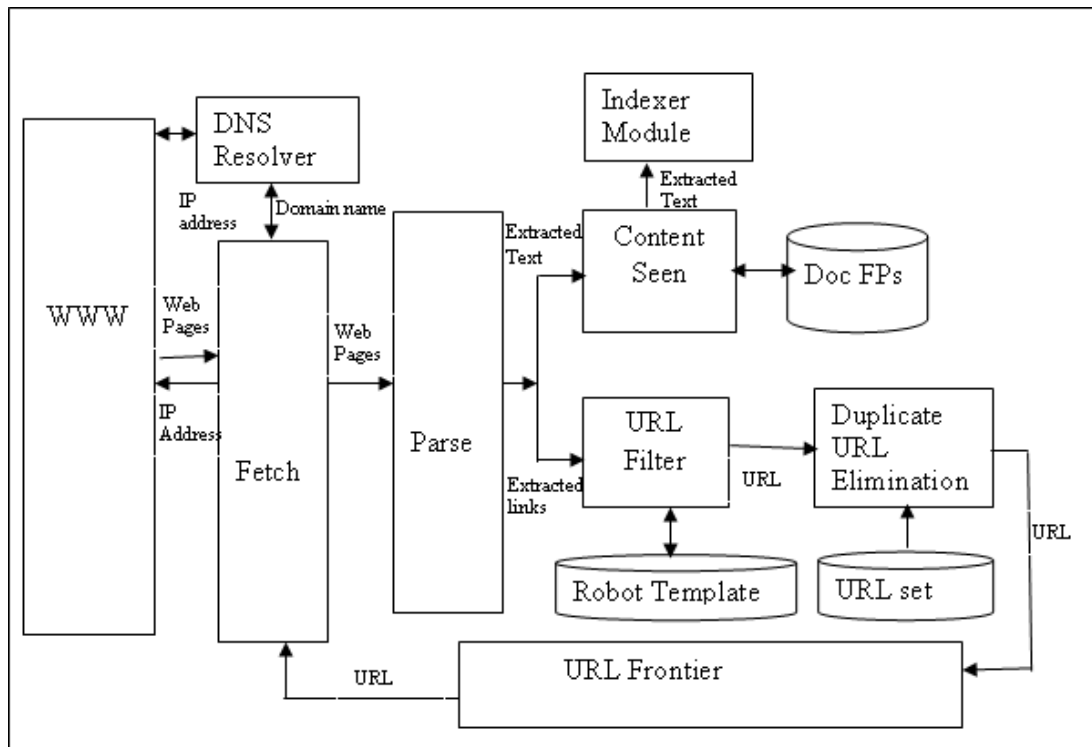 Indexer
Module
DNS
Resolver
Extracted
Text
IP
address
Domain name
Extracted
Text
Content
Seen
Doc FPs
WWW
Web
Pages
Web
Pages
IP
Address
Fetch
Parse
URL
Filter
Duplicate
URL
Elimination
URL
Extracted
links
URL
Robot Template
URL set
URL
URL Frontier